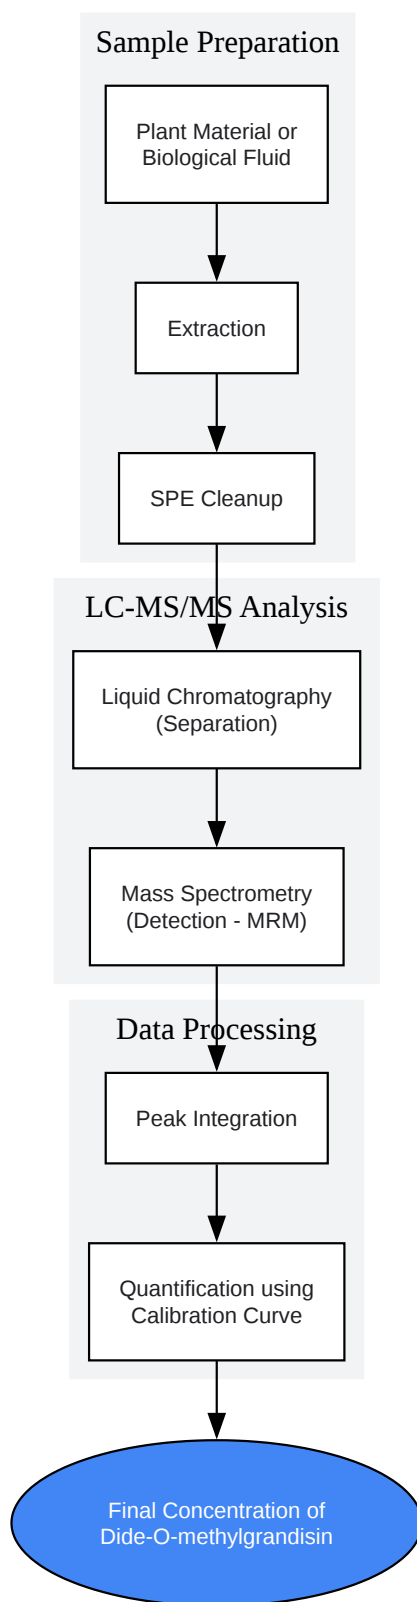 Sample Preparation
Plant Material or
Biological Fluid
Extraction
SPE Cleanup
LC-MS/MS Analysis
Liquid Chromatography
(Separation)
Mass Spectrometry
(Detection - MRM)
Data Processing
Peak Integration
Quantification using
Calibration Curve
Final Concentration of
Dide-O-methylgrandisin